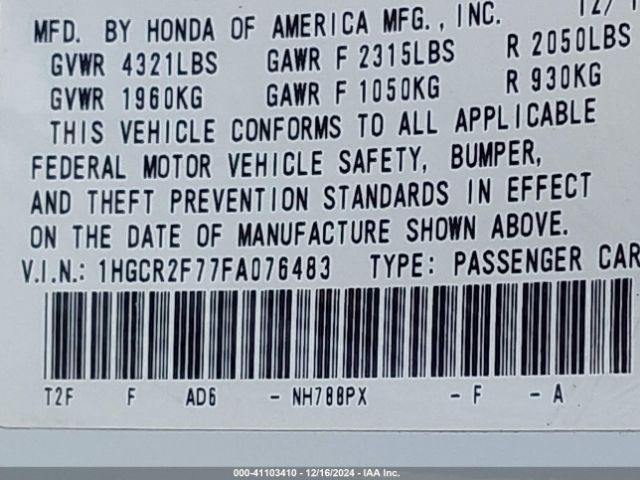 MFD. BY HONDA OF AMERICA MFG., INC. 12/1
GVWR 4321LBS GAWR F 2315LBS R 2050LBS
GVWR 1960KG GAWR F 1050KG R 930KG
THIS VEHICLE CONFORMS TO ALL APPLICABLE
FEDERAL MOTOR VEHICLE SAFETY, BUMPER,
AND THEFT PREVENTION STANDARDS IN EFFECT
ON THE DATE OF MANUFACTURE SHOWN ABOVE.
V.I.N.: 1HGCR2F77FA076483 TYPE: PASSENGER CAR
T2F F AD6 - NH788PX - F - A
000-41103410 - 12/16/2024 - IAA Inc.